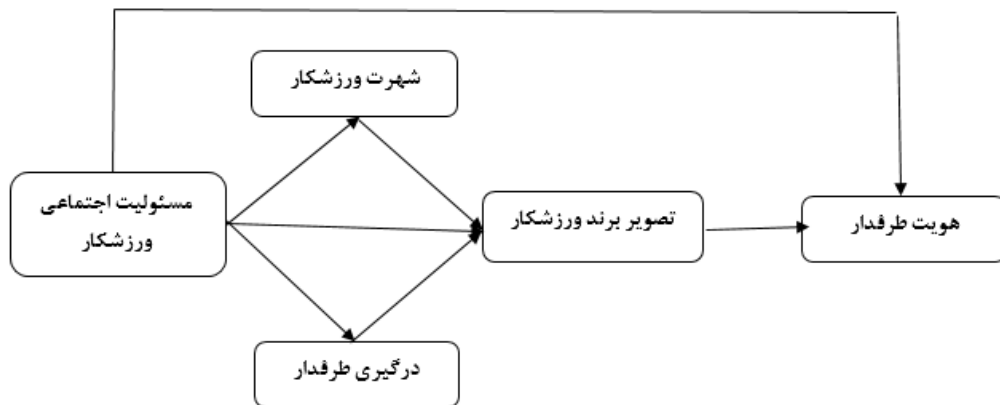 شهرت ورزشکار
مسئولیت اجتماعی
ورزشکار
تصویر برند ورزشکار
هویت طرفدار
درگیری طرفدار